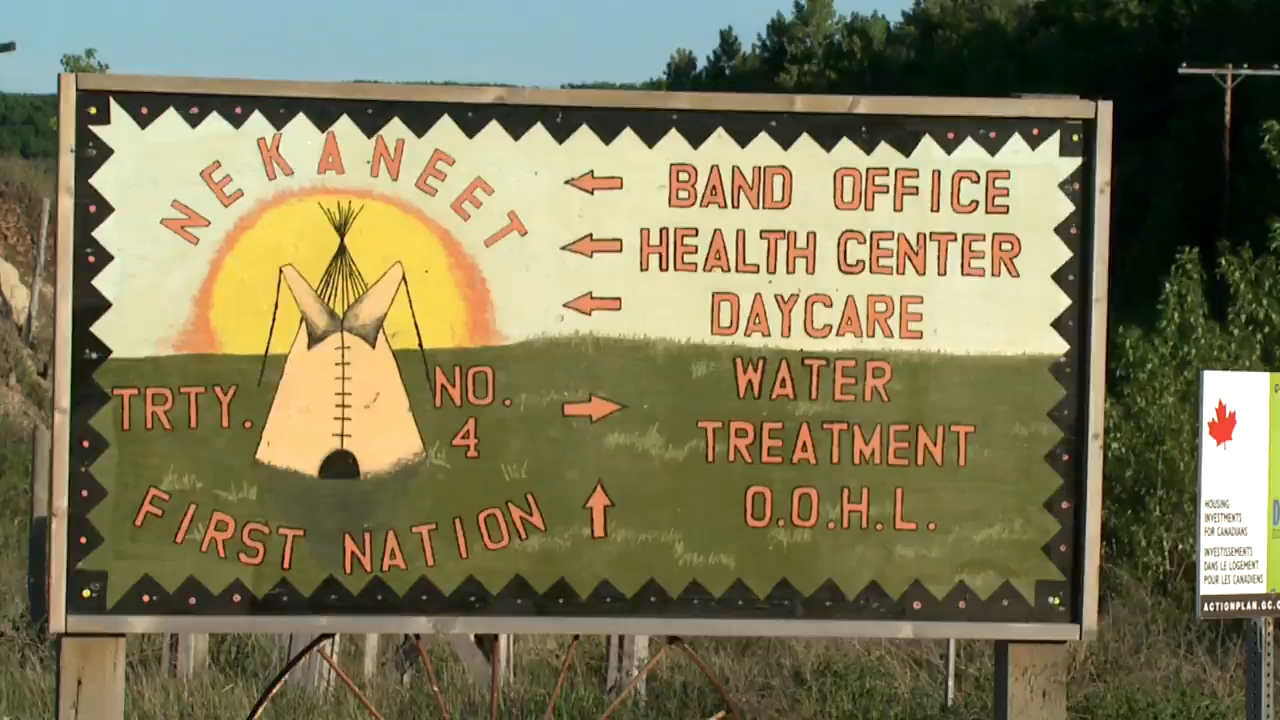 NEKANEET
TRTY.
NO.
4
FIRST NATION
BAND OFFICE
HEALTH CENTER
DAYCARE
WATER
TREATMENT
O.O.H.L.
HOUSING
INVESTMENTS
FOR CANADIANS
INVESTISSEMENTS
DANS LE LOGEMENT
POUR LES CANADIENS
ACTIONPLAN.GC.C